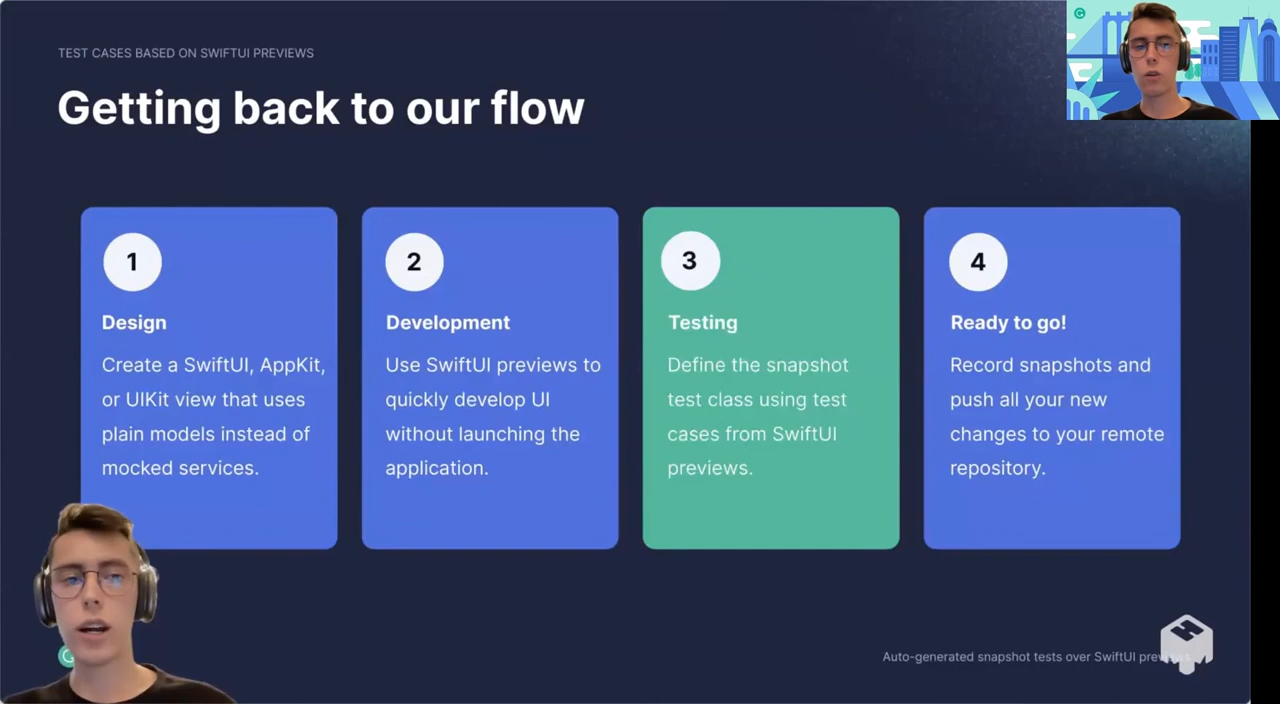 TEST CASES BASED ON SWIFTUI PREVIEWS
Getting back to our flow
1
Design
Create a SwiftUI, AppKit,
or UIKit view that uses
plain models instead of
mocked services.
2
Development
Use SwiftUI previews to
quickly develop UI
without launching the
application.
3
Testing
Define the snapshot
test class using test
cases from SwiftUI
previews.
4
Ready to go!
Record snapshots and
push all your new
changes to your remote
repository.
Auto-generated snapshot tests over SwiftUI